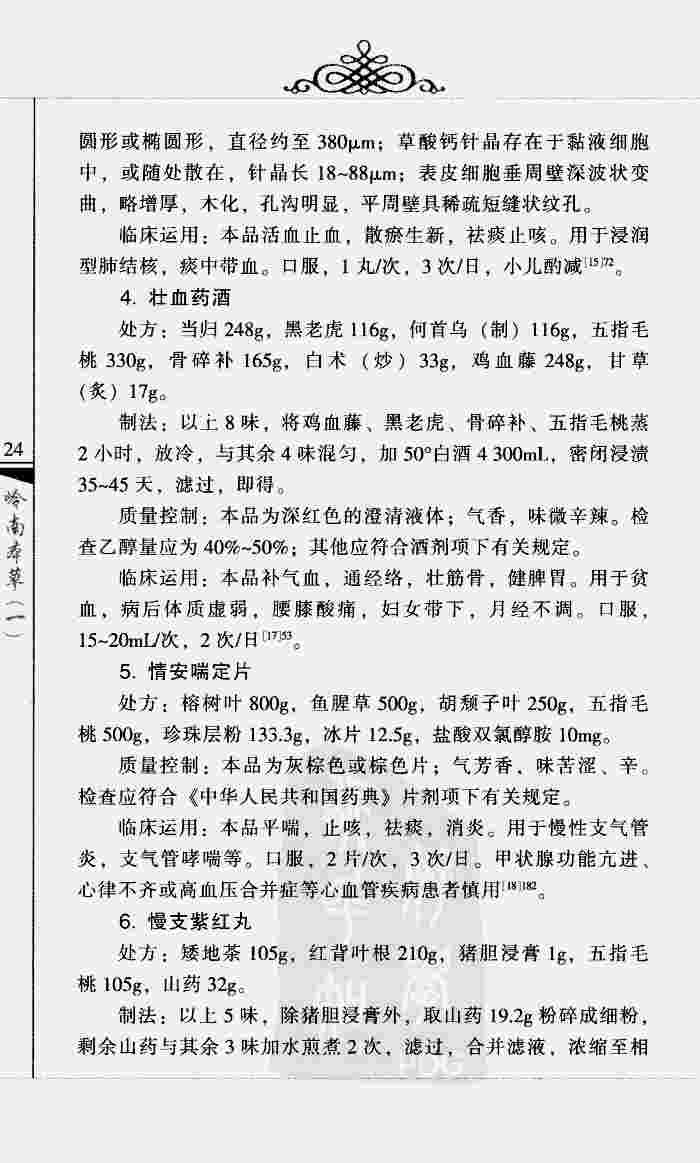 圆形或椭圆形，直径约至 380μm；草酸钙针晶存在于黏液细胞
中，或随处散在，针晶长 18~88μm；表皮细胞垂周壁深波状变
曲，略增厚，木化，孔沟明显，平周壁具稀疏短缝状纹孔。
临床运用：本品活血止血，散瘀生新，祛痰止咳。用于浸润
型肺结核，痰中带血。口服，1 丸/次，3 次/日，小儿酌减[15]72。
4. 壮血药酒
处方：当归 248g，黑老虎 116g，何首乌（制）116g，五指毛
桃 330g，骨碎补 165g，白术（炒）33g，鸡血藤 248g，甘草
(炙) 17g。
制法：以上 8 味，将鸡血藤、黑老虎、骨碎补、五指毛桃蒸
2 小时，放冷，与其余 4 味混匀，加 50°白酒 4 300mL，密闭浸渍
35~45 天，滤过，即得。
质量控制：本品为深红色的澄清液体；气香，味微辛辣。检
查乙醇量应为 40%~50%；其他应符合酒剂项下有关规定。
临床运用：本品补气血，通经络，壮筋骨，健脾胃。用于贫
血，病后体质虚弱，腰膝酸痛，妇女带下，月经不调。口服，
15~20mL/次，2 次/日[17]53。
5. 情安喘定片
处方：榕树叶 800g，鱼腥草 500g，胡颓子叶 250g，五指毛
桃 500g，珍珠层粉 133.3g，冰片 12.5g，盐酸双氯醇胺 10mg。
质量控制：本品为灰棕色或棕色片；气芳香，味苦涩、辛。
检查应符合《中华人民共和国药典》片剂项下有关规定。
临床运用：本品平喘，止咳，祛痰，消炎。用于慢性支气管
炎，支气管哮喘等。口服，2 片/次，3 次/日。甲状腺功能亢进、
心律不齐或高血压合并症等心血管疾病患者慎用[18]182。
6. 慢支紫红丸
处方：矮地茶 105g，红背叶根 210g，猪胆浸膏 1g，五指毛
桃 105g，山药 32g。
制法：以上 5 味，除猪胆浸膏外，取山药 19.2g 粉碎成细粉，
剩余山药与其余 3 味加水煎煮 2 次，滤过，合并滤液，浓缩至相
24
岭南本草（一）
PDG